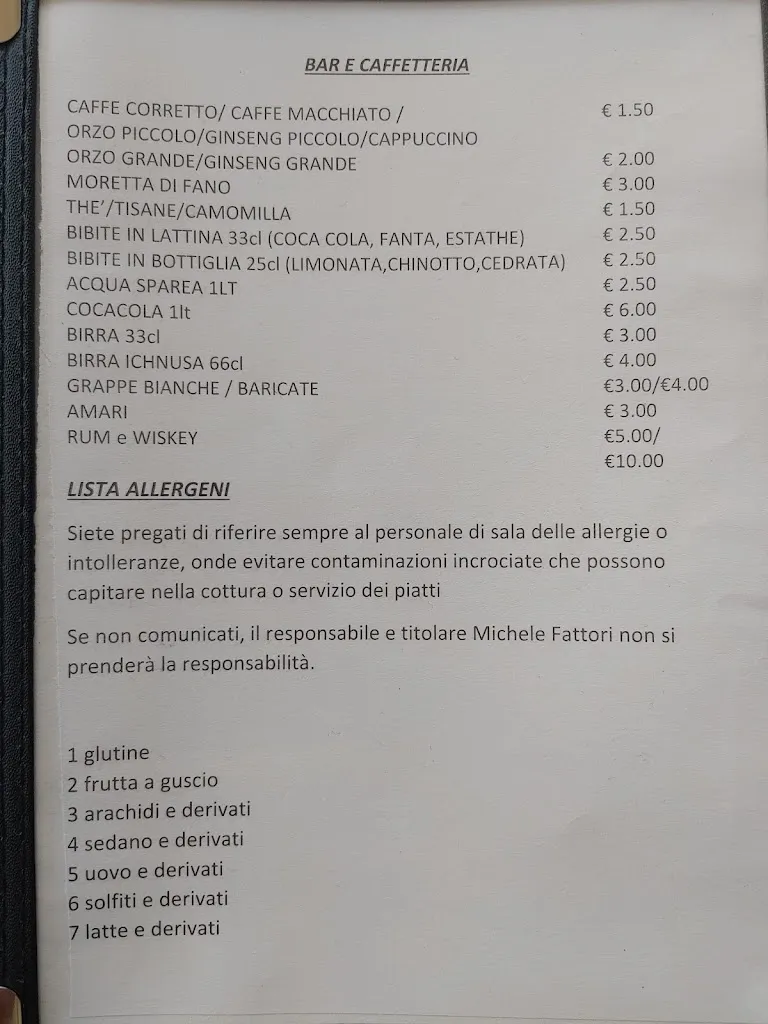 BAR E CAFFETTERIA
CAFFE CORRETTO/ CAFFE MACCHIATO / € 1.50
ORZO PICCOLO/GINSENG PICCOLO/CAPPUCCINO
ORZO GRANDE/GINSENG GRANDE € 2.00
MORETTA DI FANO € 3.00
THE’/TISANE/CAMOMILLA € 1.50
BIBITE IN LATTINA 33cl (COCA COLA, FANTA, ESTATHE) € 2.50
BIBITE IN BOTTIGLIA 25cl (LIMONATA,CHINOTTO,CEDRATA) € 2.50
ACQUA SPAREA 1LT € 2.50
COCACOLA 1lt € 6.00
BIRRA 33cl € 3.00
BIRRA ICHNUSA 66cl € 4.00
GRAPPE BIANCHE / BARICATE €3.00/€4.00
AMARI € 3.00
RUM e WISKEY €5.00/
€10.00
LISTA ALLERGENI
Siete pregati di riferire sempre al personale di sala delle allergie o
intolleranze, onde evitare contaminazioni incrociate che possono
capitare nella cottura o servizio dei piatti
Se non comunicati, il responsabile e titolare Michele Fattori non si
prenderà la responsabilità.
1 glutine
2 frutta a guscio
3 arachidi e derivati
4 sedano e derivati
5 uovo e derivati
6 solfiti e derivati
7 latte e derivati